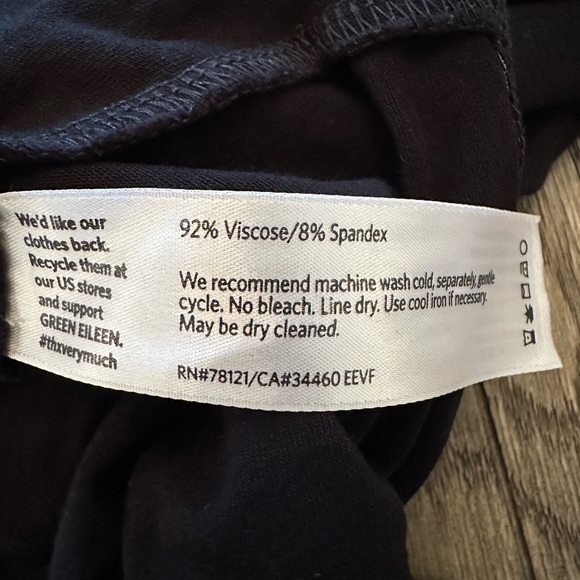 We'd like our
clothes back.
Recycle them at
our US stores
and support
GREEN EILEEN.
#thxverymuch
92% Viscose/8% Spandex
We recommend machine wash cold, separately, gentle
cycle. No bleach. Line dry. Use cool iron if necessary.
May be dry cleaned.
RN#78121/CA#34460 EEVF